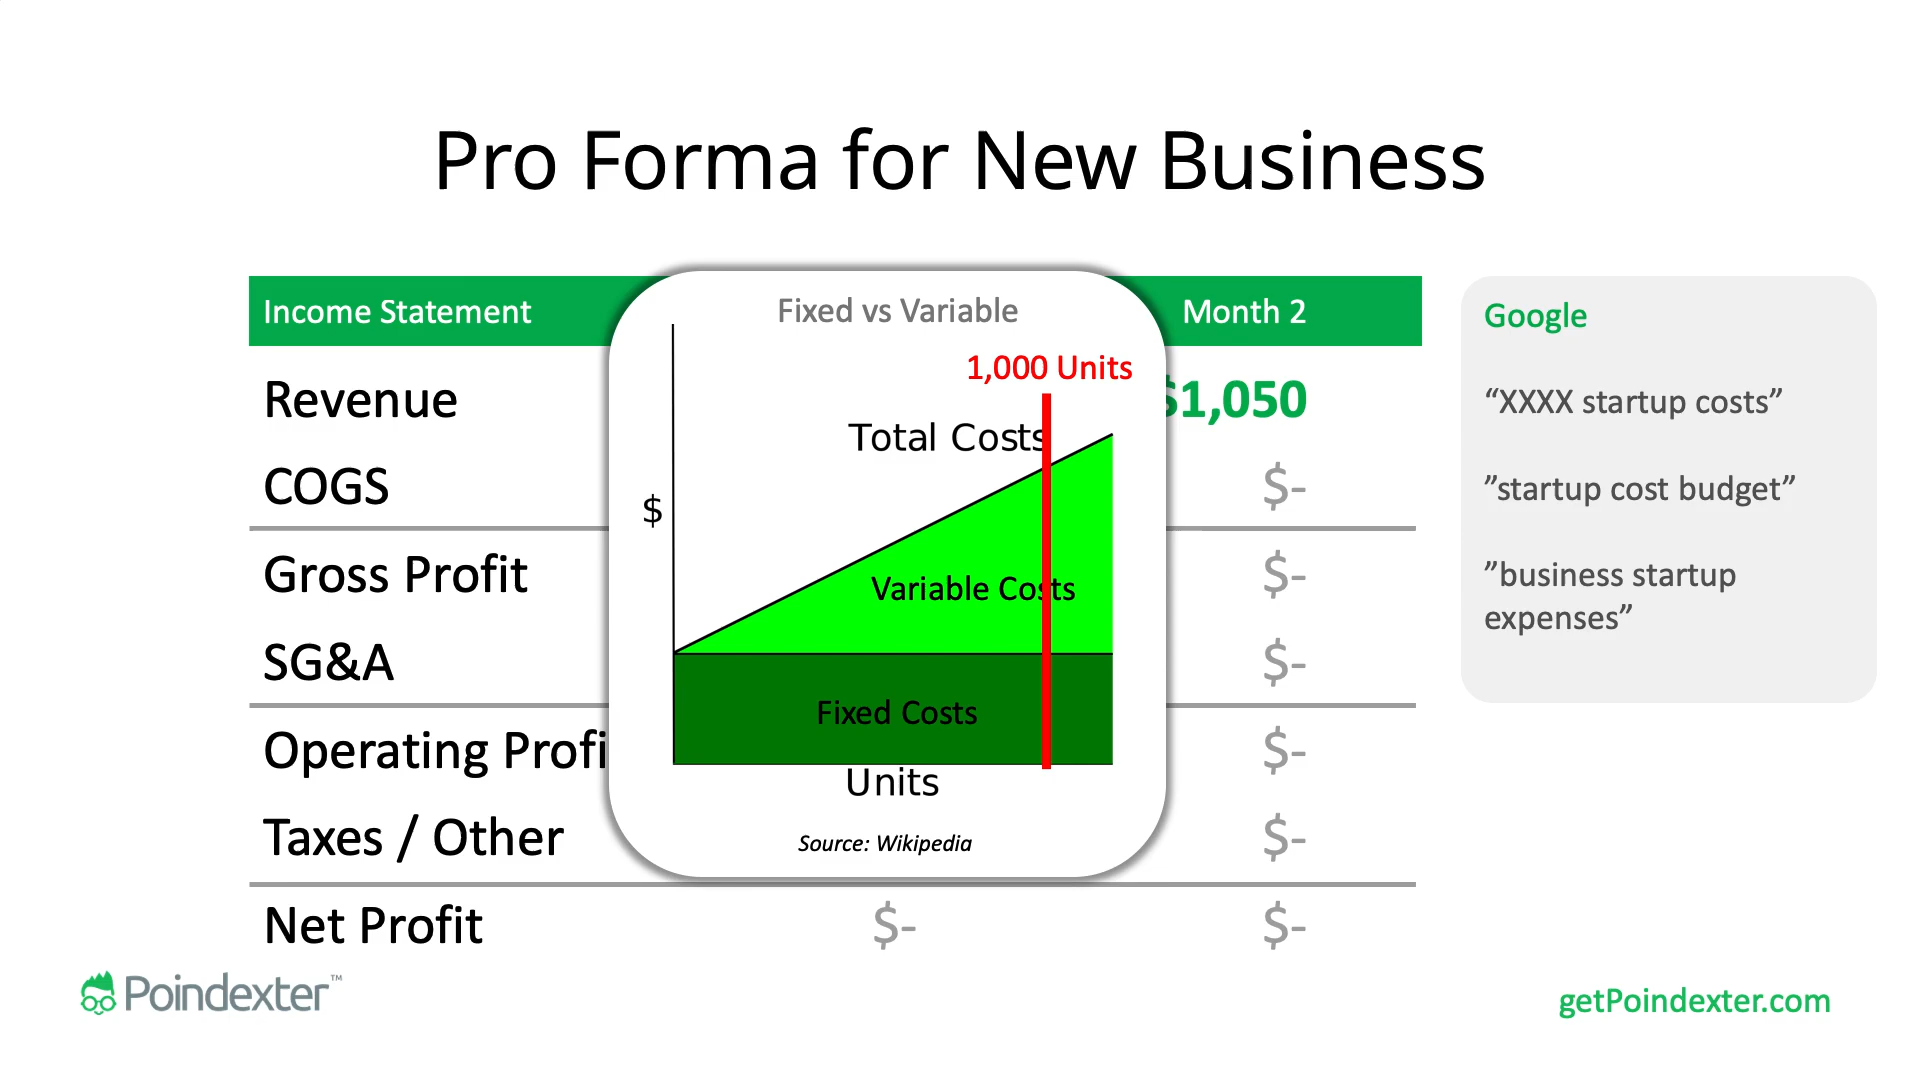 Pro Forma for New Business
Income Statement
Month 2
Revenue
$1,050
COGS
$-
Gross Profit
$-
SG&A
$-
Operating Profi
$-
Taxes / Other
$-
Net Profit
$-
$-
Fixed vs Variable
1,000 Units
Total Costs
$
Variable Costs
Fixed Costs
Units
Source: Wikipedia
Google
“XXXX startup costs”
”startup cost budget”
”business startup
expenses”
Poindexter™
getPoindexter.com